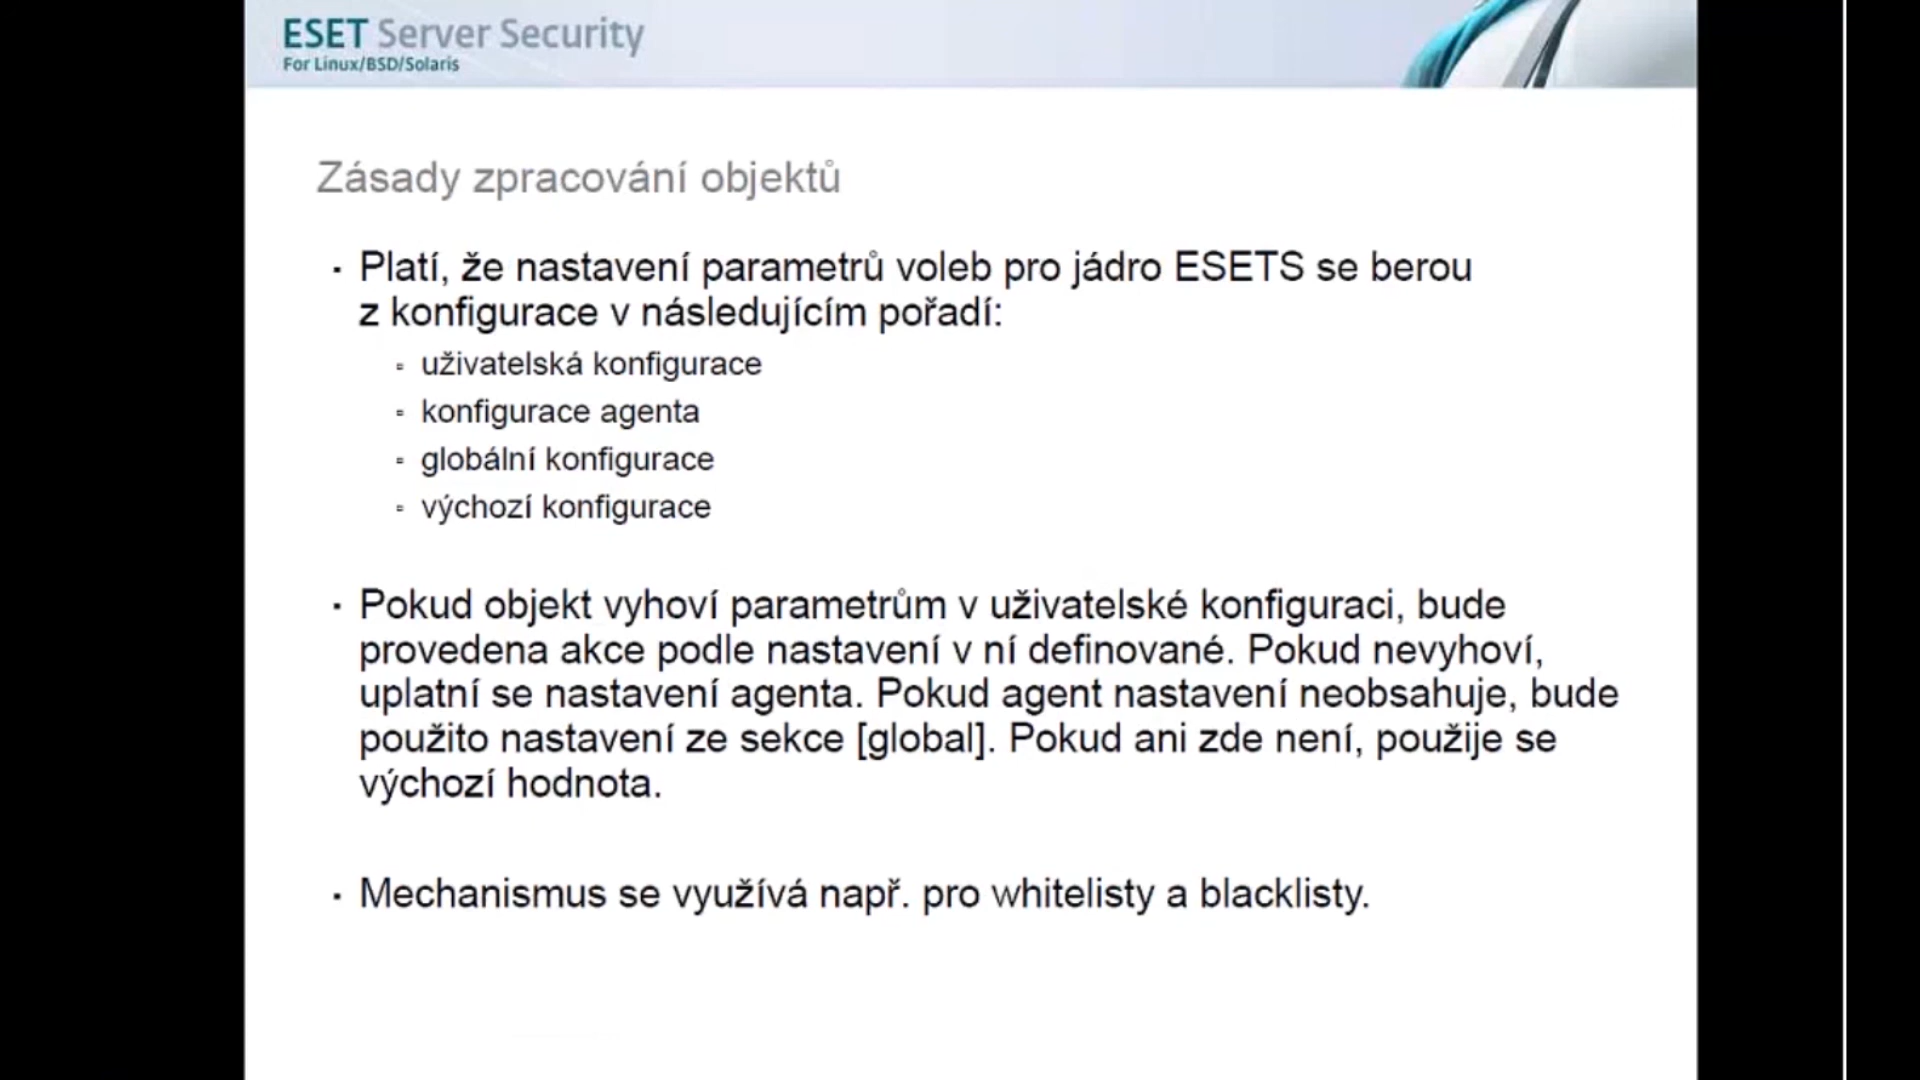 ESET Server Security
For Linux/BSD/Solaris
Zásady zpracování objektů
· Platí, že nastavení parametrů voleb pro jádro ESETS se berou
z konfigurace v následujícím pořadí:
▫ uživatelská konfigurace
▫ konfigurace agenta
▫ globální konfigurace
▫ výchozí konfigurace
· Pokud objekt vyhoví parametrům v uživatelské konfiguraci, bude
provedena akce podle nastavení v ní definované. Pokud nevyhoví,
uplatní se nastavení agenta. Pokud agent nastavení neobsahuje, bude
použito nastavení ze sekce [global]. Pokud ani zde není, použije se
výchozí hodnota.
· Mechanismus se využívá např. pro whitelisty a blacklisty.